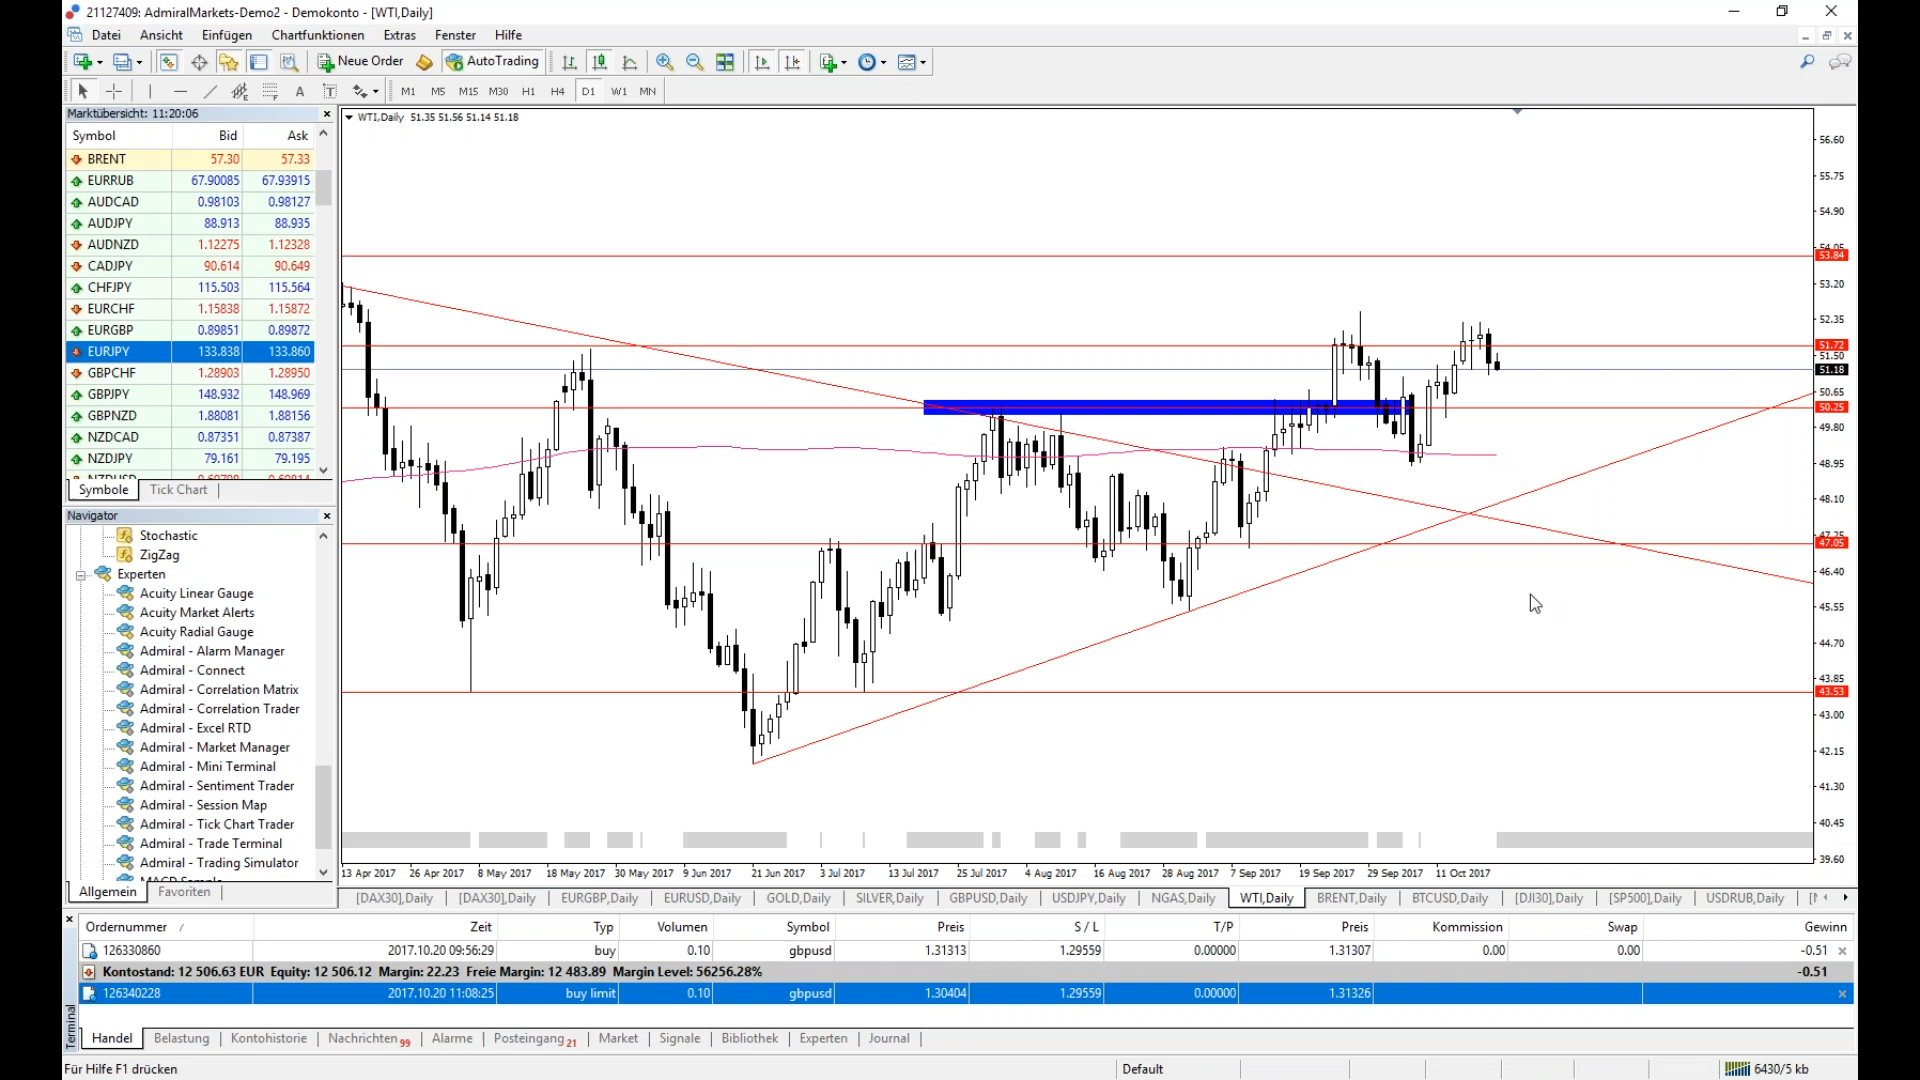 21127409: AdmiralMarkets-Demo2 - Demokonto - [WTI,Daily]
Datei Ansicht Einfügen Chartfunktionen Extras Fenster Hilfe
Neue Order AutoTrading
A T M1 M5 M15 M30 H1 H4 D1 W1 MN
Marktübersicht: 11:20:06
Symbol Bid Ask
BRENT 57.30 57.33
EURRUB 67.90085 67.93915
AUDCAD 0.98103 0.98127
AUDJPY 88.913 88.935
AUDNZD 1.12275 1.12328
CADJPY 90.614 90.649
CHFJPY 115.503 115.564
EURCHF 1.15838 1.15872
EURGBP 0.89851 0.89872
EURJPY 133.838 133.860
GBPCHF 1.28903 1.28950
GBPJPY 148.932 148.969
GBPNZD 1.88081 1.88156
NZDCAD 0.87351 0.87387
NZDJPY 79.161 79.195
Symbole Tick Chart
Navigator
Stochastic
ZigZag
Experten
Acuity Linear Gauge
Acuity Market Alerts
Acuity Radial Gauge
Admiral - Alarm Manager
Admiral - Connect
Admiral - Correlation Matrix
Admiral - Correlation Trader
Admiral - Excel RTD
Admiral - Market Manager
Admiral - Mini Terminal
Admiral - Sentiment Trader
Admiral - Session Map
Admiral - Tick Chart Trader
Admiral - Trade Terminal
Admiral - Trading Simulator
Allgemein Favoriten
WTI,Daily 51.35 51.56 51.14 51.18
56.60
55.75
54.90
54.05
53.84
53.20
52.35
51.72
51.50
51.18
50.65
50.25
49.80
48.95
48.10
47.25
47.05
46.40
45.55
44.70
43.85
43.53
43.00
42.15
41.30
40.45
39.60
13 Apr 2017 26 Apr 2017 8 May 2017 18 May 2017 30 May 2017 9 Jun 2017 21 Jun 2017 3 Jul 2017 13 Jul 2017 25 Jul 2017 4 Aug 2017 16 Aug 2017 28 Aug 2017 7 Sep 2017 19 Sep 2017 29 Sep 2017 11 Oct 2017
[DAX30],Daily [DAX30],Daily EURGBP,Daily EURUSD,Daily GOLD,Daily SILVER,Daily GBPUSD,Daily USDJPY,Daily NGAS,Daily WTI,Daily BRENT,Daily BTCUSD,Daily [DJI30],Daily [SP500],Daily USDRUB,Daily
Ordernummer / Zeit Typ Volumen Symbol Preis S / L T/P Preis Kommission Swap Gewinn
126330860 2017.10.20 09:56:29 buy 0.10 gbpusd 1.31313 1.29559 0.00000 1.31307 0.00 0.00 -0.51
Kontostand: 12 506.63 EUR Equity: 12 506.12 Margin: 22.23 Freie Margin: 12 483.89 Margin Level: 56256.28% -0.51
126340228 2017.10.20 11:08:25 buy limit 0.10 gbpusd 1.30404 1.29559 0.00000 1.31326
Terminal
Handel Belastung Kontohistorie Nachrichten 99 Alarme Posteingang 21 Market Signale Bibliothek Experten Journal
Für Hilfe F1 drücken Default 6430/5 kb